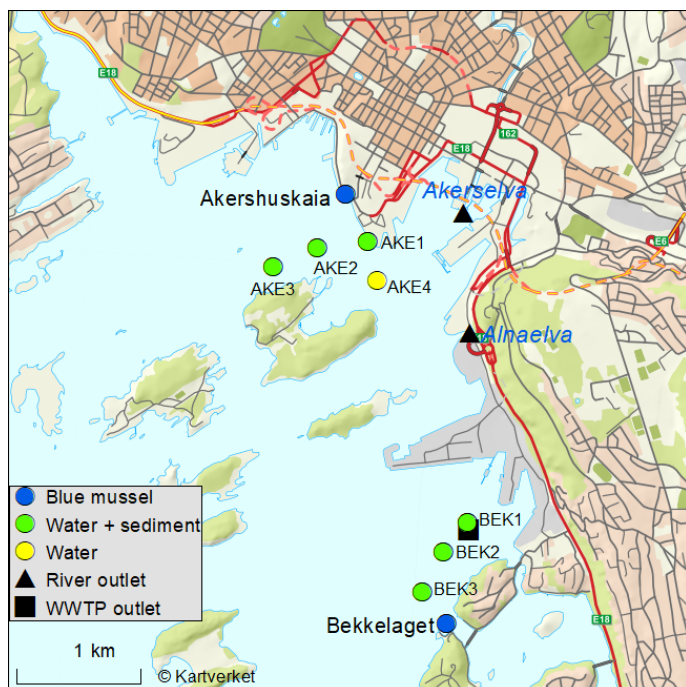 E18
162
E18
Akershuskaia
Akerselva
AKE1
AKE2
AKE3
E6
AKE4
Alnaelva
Blue mussel
Water + sediment
Water
River outlet
WWTP outlet
BEK1
BEK2
BEK3
Bekkelaget
E18
1 km
© Kartverket